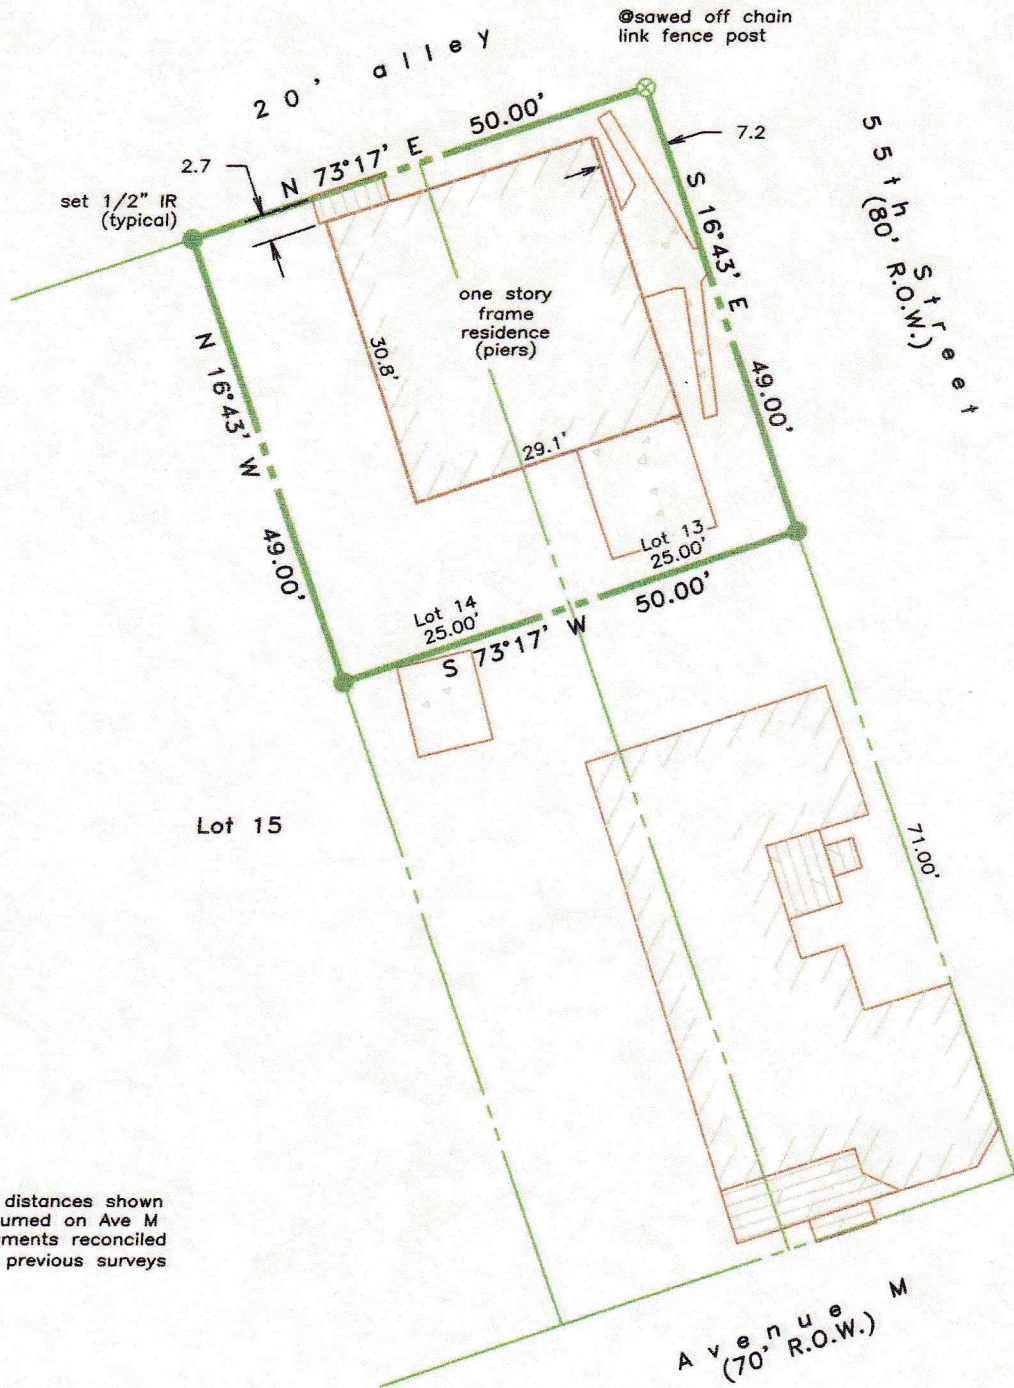 @sawed off chain
link fence post
20' alley
50.00'
N 73°17' E
2.7
7.2
set 1/2" IR
(typical)
S 16°43' E
49.00'
55th Street
(80' R.O.W.)
one story
frame
residence
(piers)
30.8'
29.1'
N 16°43' W
49.00'
Lot 13
25.00'
50.00'
Lot 14
25.00'
S 73°17' W
Lot 15
71.00'
distances shown
umed on Ave M
ments reconciled
previous surveys
Avenue M
(70' R.O.W.)